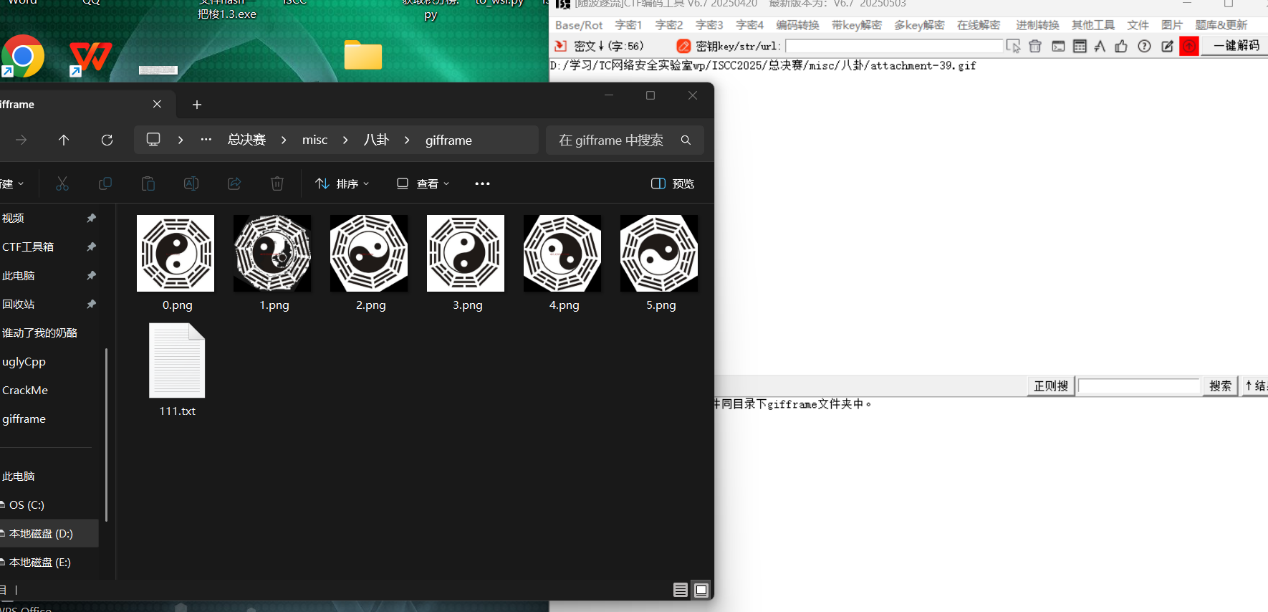 Word
QQ
文件hash一
把梭1.3.exe
ISCC
py
to_wsl.py
[随波逐流]CTF编码工具 V6.7 20250420 最新版本为: V6.7 20250503
Base/Rot 字密1 字密2 字密3 字密4 编码转换 带key解密 多key解密 在线解密 进制转换 其他工具 文件 图片 题库&更新
密文↓(字:56) 密钥key/str/url: 一键解码
D:/学习/TC网络安全实验室wp/ISCC2025/总决赛/misc/八卦/attachment-39.gif
gifframe
总决赛 misc 八卦 gifframe
在 gifframe 中搜索
新建 排序 查看 预览
视频
CTF工具箱
此电脑
回收站
谁动了我的奶酪
uglyCpp
CrackMe
gifframe
此电脑
OS (C:)
本地磁盘 (D:)
本地磁盘 (E:)
0.png
1.png
2.png
3.png
4.png
5.png
111.txt
正则搜 搜索 ↑结
件同目录下gifframe文件夹中。
WPS Office